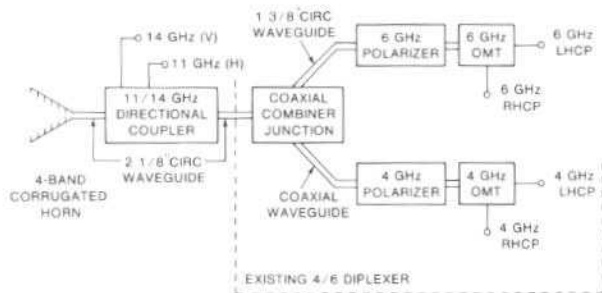 1 3/8" CIRC
WAVEGUIDE
14 GHz (V)
11 GHz (H)
11/14 GHz
DIRECTIONAL
COUPLER
2 1/8" CIRC
WAVEGUIDE
4-BAND
CORRUGATED
HORN
COAXIAL
COMBINER
JUNCTION
COAXIAL
WAVEGUIDE
6 GHz
POLARIZER
6 GHz
OMT
6 GHz
LHCP
6 GHz
RHCP
4 GHz
POLARIZER
4 GHz
OMT
4 GHz
LHCP
4 GHz
RHCP
EXISTING 4/6 DIPLEXER